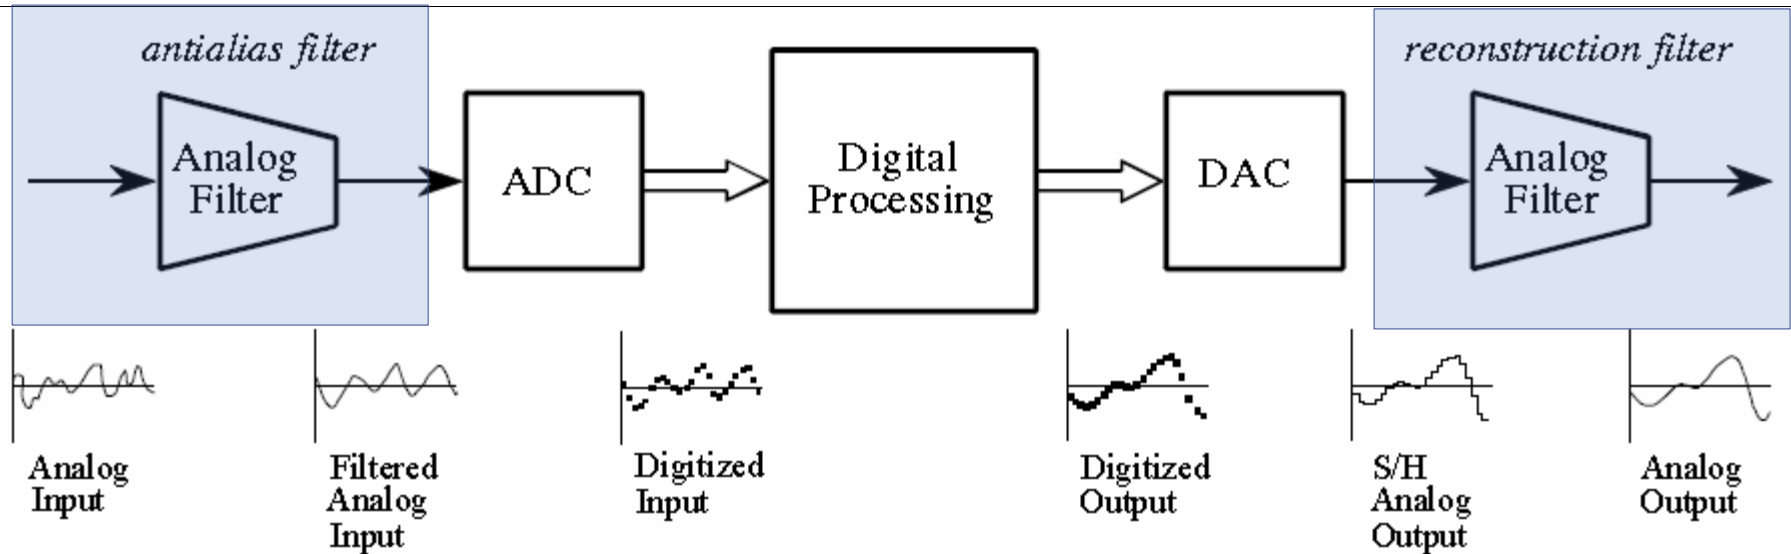 antialias filter
reconstruction filter
Analog
Filter
ADC
Digital
Processing
DAC
Analog
Filter
Analog
Input
Filtered
Analog
Input
Digitized
Input
Digitized
Output
S/H
Analog
Output
Analog
Output